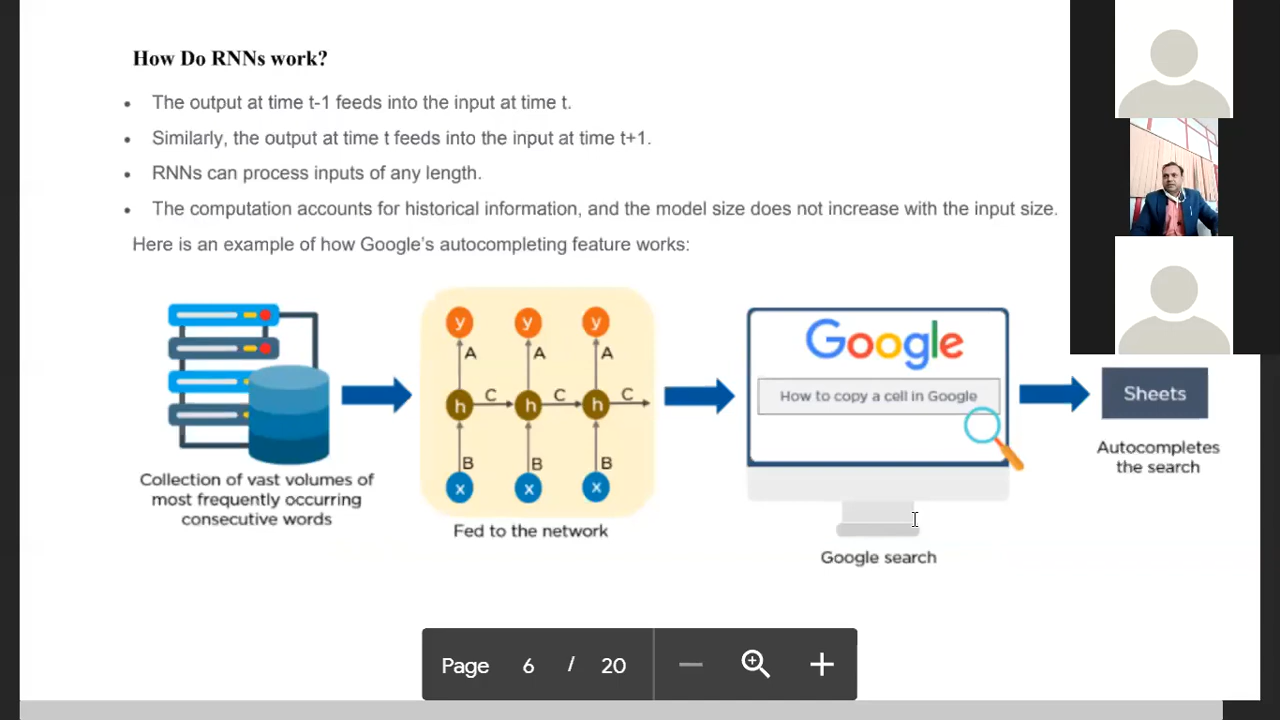 How Do RNNs work?
• The output at time t-1 feeds into the input at time t.
• Similarly, the output at time t feeds into the input at time t+1.
• RNNs can process inputs of any length.
• The computation accounts for historical information, and the model size does not increase with the input size.
Here is an example of how Google's autocompleting feature works:
Collection of vast volumes of
most frequently occurring
consecutive words
y y y
A A A
h C h C h C
B B B
x x x
Fed to the network
Google
How to copy a cell in Google
Google search
Sheets
Autocompletes
the search
Page 6 / 20